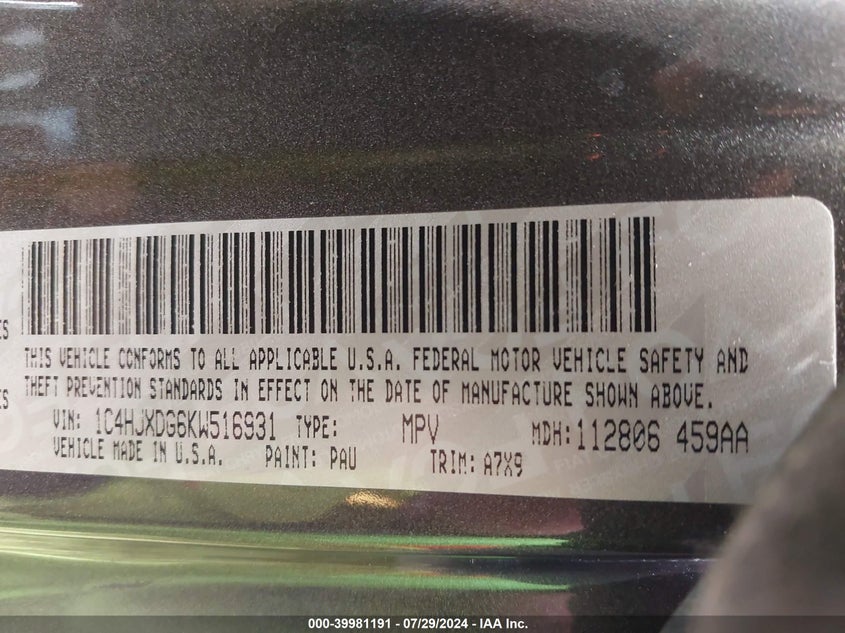 ES
THIS VEHICLE CONFORMS TO ALL APPLICABLE U.S.A. FEDERAL MOTOR VEHICLE SAFETY AND
ES
THEFT PREVENTION STANDARDS IN EFFECT ON THE DATE OF MANUFACTURE SHOWN ABOVE.
VIN: 1C4HJXDG6KW516931 TYPE: MPV MDH: 112806 459AA
VEHICLE MADE IN U.S.A. PAINT: PAU TRIM: A7X9
000-39981191 - 07/29/2024 - IAA Inc.